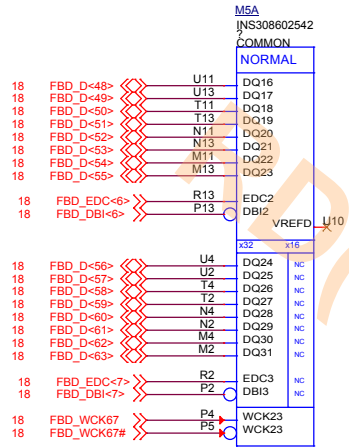 M5A
INS308602542
?
COMMON
NORMAL
18 FBD_D<48> U11 DQ16
18 FBD_D<49> U13 DQ17
18 FBD_D<50> T11 DQ18
18 FBD_D<51> T13 DQ19
18 FBD_D<52> N11 DQ20
18 FBD_D<53> N13 DQ21
18 FBD_D<54> M11 DQ22
18 FBD_D<55> M13 DQ23
18 FBD_EDC<6> R13 EDC2
18 FBD_DBI<6> P13 DBI2
VREFD U10
x32 x16
18 FBD_D<56> U4 DQ24 NC
18 FBD_D<57> U2 DQ25 NC
18 FBD_D<58> T4 DQ26 NC
18 FBD_D<59> T2 DQ27 NC
18 FBD_D<60> N4 DQ28 NC
18 FBD_D<61> N2 DQ29 NC
18 FBD_D<62> M4 DQ30 NC
18 FBD_D<63> M2 DQ31 NC
18 FBD_EDC<7> R2 EDC3 NC
18 FBD_DBI<7> P2 DBI3 NC
18 FBD_WCK67 P4 WCK23
18 FBD_WCK67# P5 WCK23